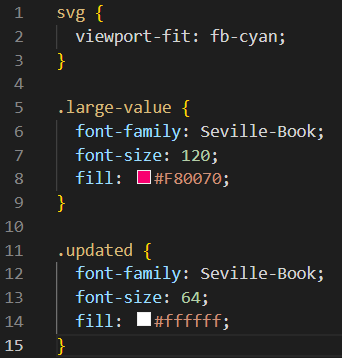 1 svg {
2 viewport-fit: fb-cyan;
3 }
4
5 .large-value {
6 font-family: Seville-Book;
7 font-size: 120;
8 fill: #F80070;
9 }
10
11 .updated {
12 font-family: Seville-Book;
13 font-size: 64;
14 fill: #ffffff;
15 }